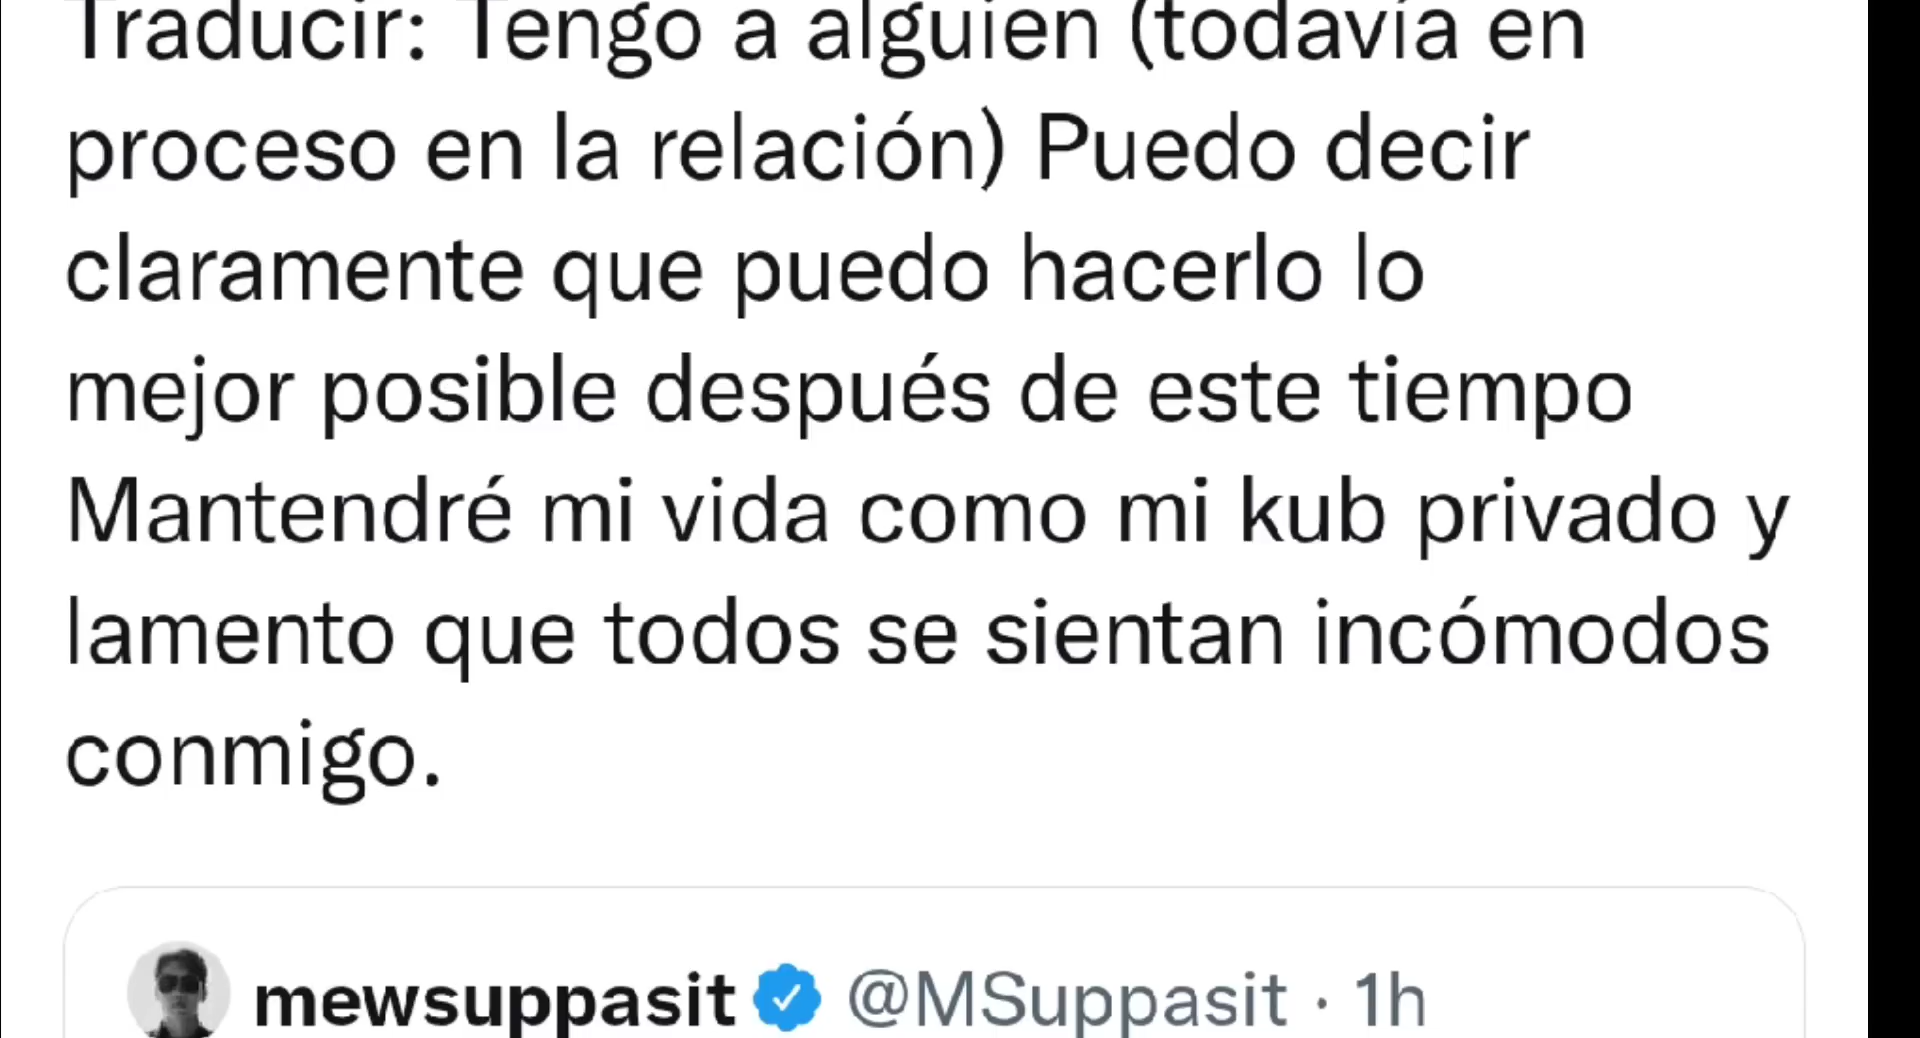 Traducir: Tengo a alguien (todavía en
proceso en la relación) Puedo decir
claramente que puedo hacerlo lo
mejor posible después de este tiempo
Mantendré mi vida como mi kub privado y
lamento que todos se sientan incómodos
conmigo.
mewsuppasit @MSuppasit · 1h